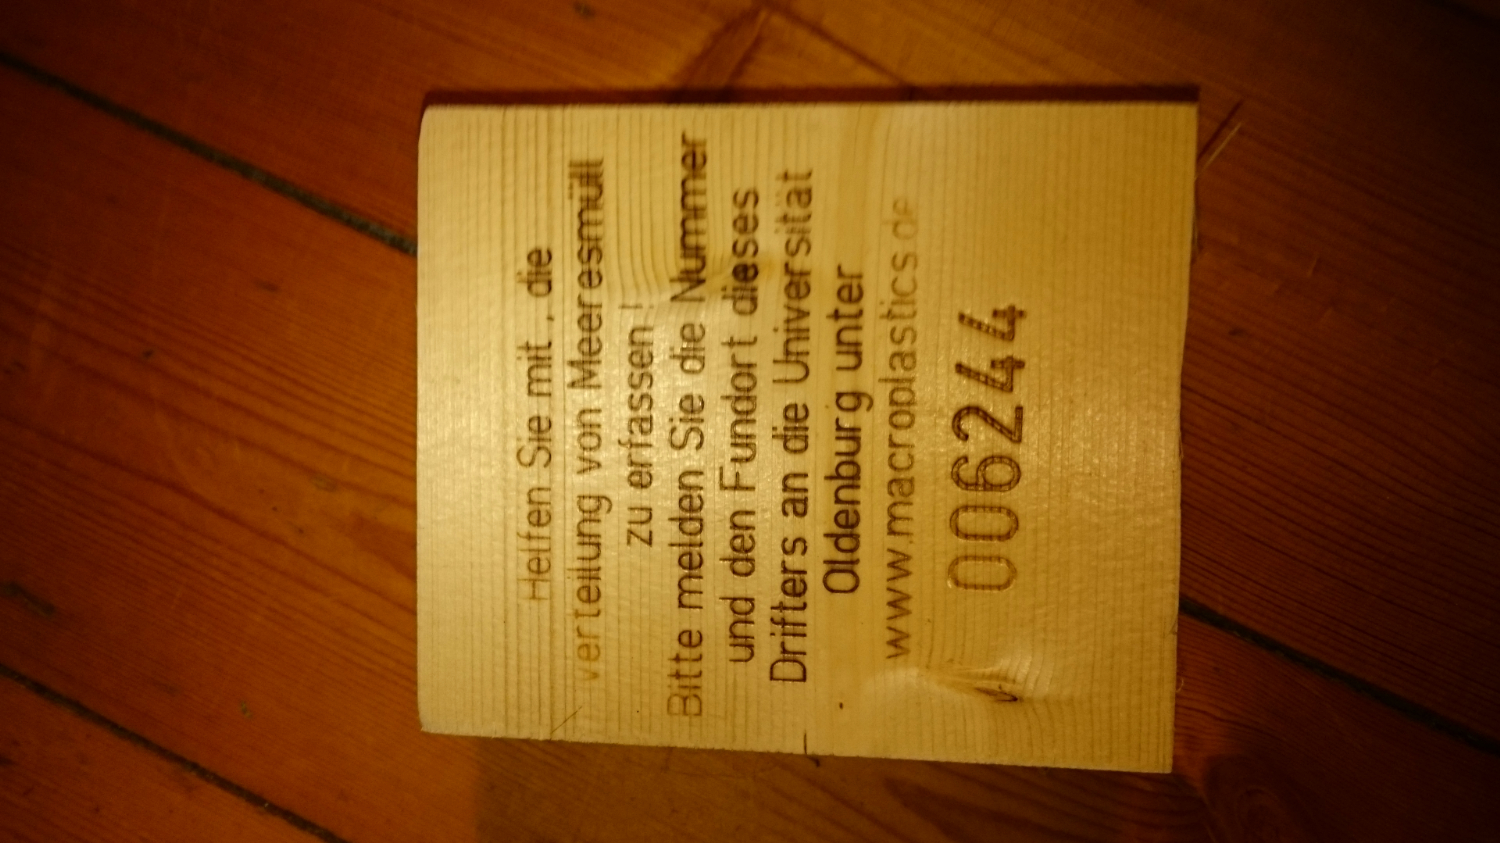 Helfen Sie mit , die
verteilung von Meeresmüll
zu erfassen !
Bitte melden Sie die Nummer
und den Fundort dieses
Drifters an die Universität
Oldenburg unter
www.macroplastics.de
006244